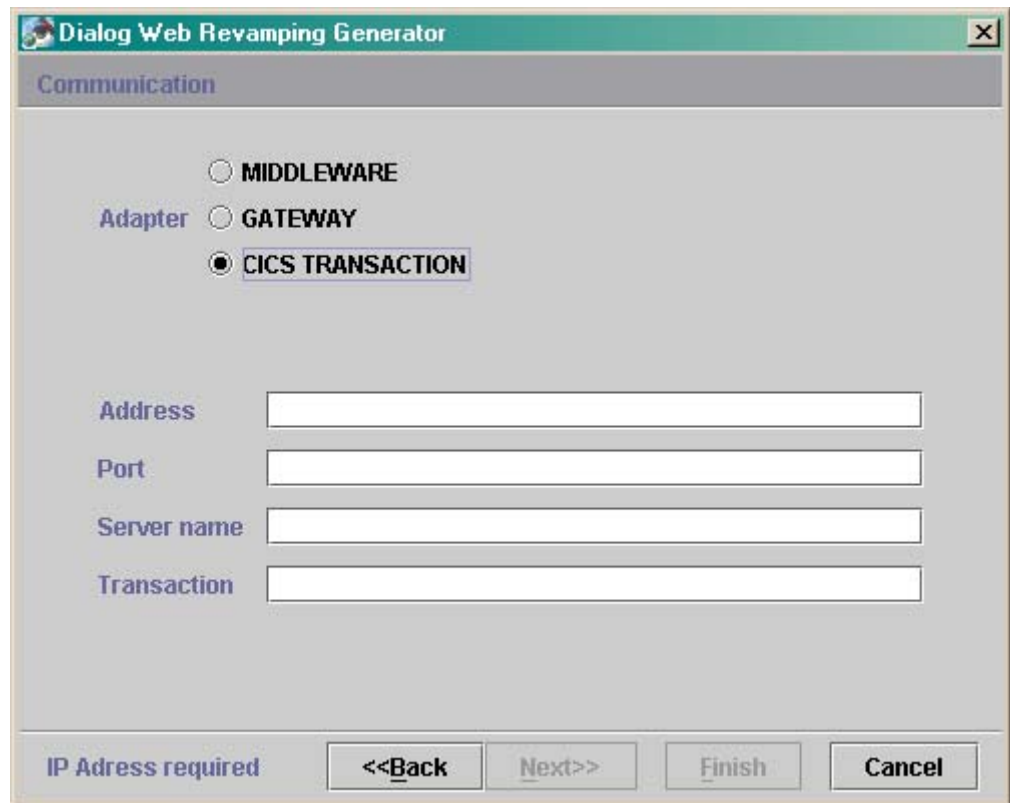 Dialog Web Revamping Generator
Communication
MIDDLEWARE
Adapter GATEWAY
CICS TRANSACTION
Address
Port
Server name
Transaction
IP Adress required <<Back Next>> Finish Cancel